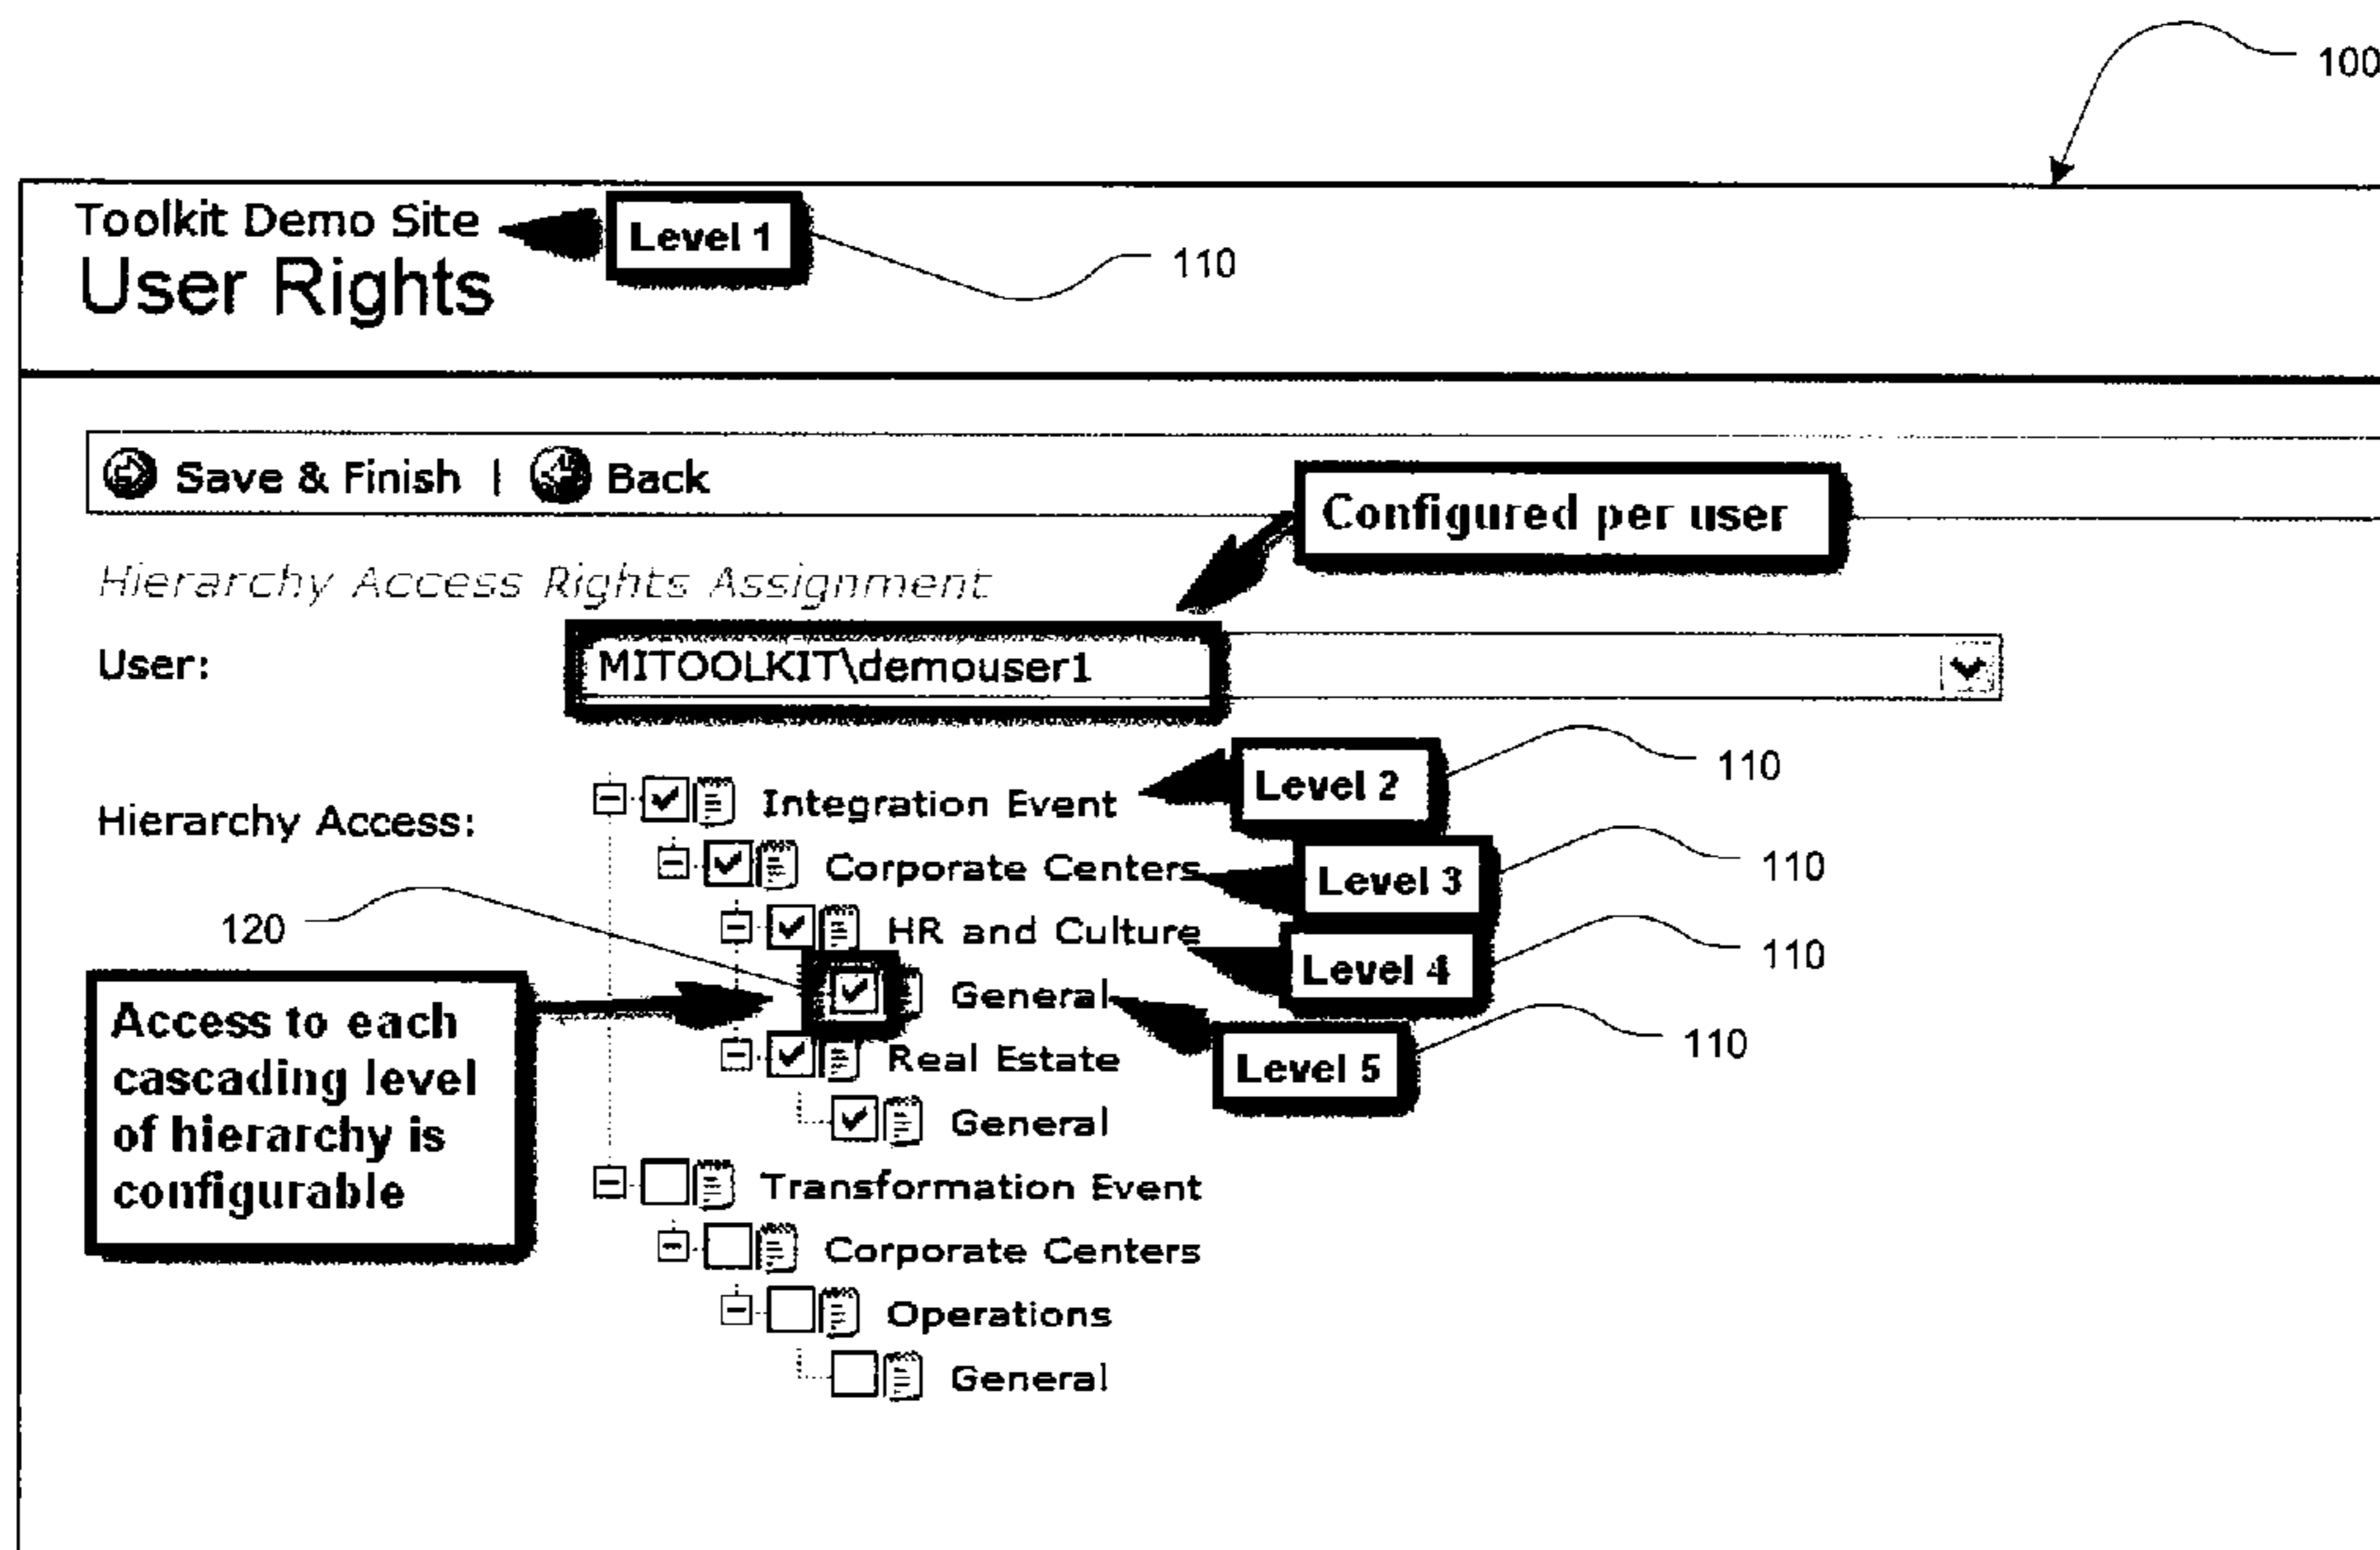 100
Toolkit Demo Site
Level 1
110
User Rights
Save & Finish | Back
Configured per user
Hierarchy Access Rights Assignment
User:
MITOOLKIT\demouser1
Hierarchy Access:
Integration Event
Level 2
110
Corporate Centers
Level 3
110
120
HR and Culture
Level 4
110
General
Level 5
110
Access to each
cascading level
of hierarchy is
configurable
Real Estate
General
Transformation Event
Corporate Centers
Operations
General